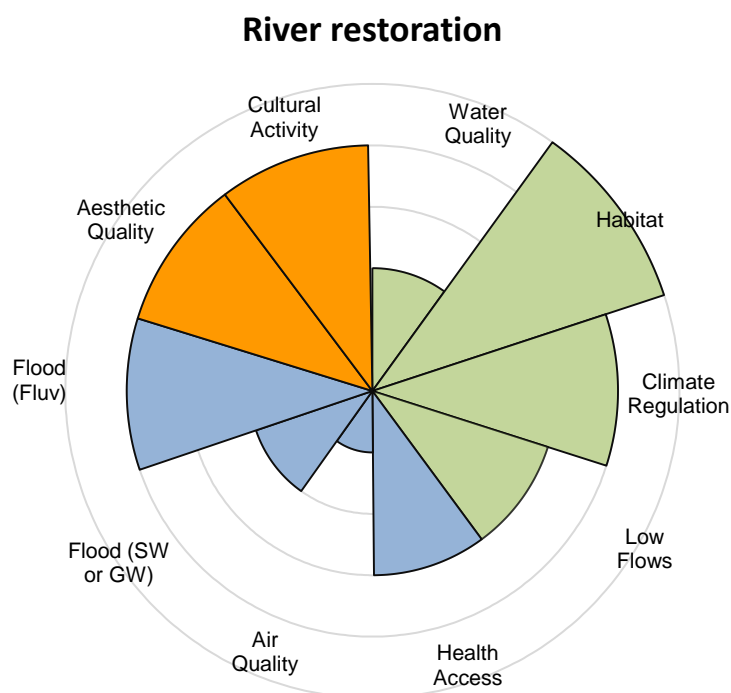 River restoration
Cultural
Activity
Water
Quality
Habitat
Climate
Regulation
Low
Flows
Health
Access
Air
Quality
Flood (SW
or GW)
Flood
(Fluv)
Aesthetic
Quality